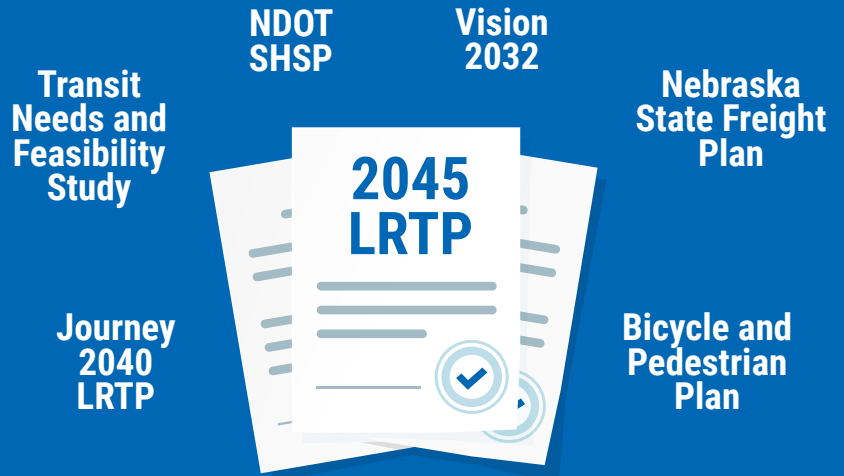 NDOT
SHSP
Vision
2032
Transit
Needs and
Feasibility
Study
Nebraska
State Freight
Plan
2045
LRTP
Journey
2040
LRTP
Bicycle and
Pedestrian
Plan